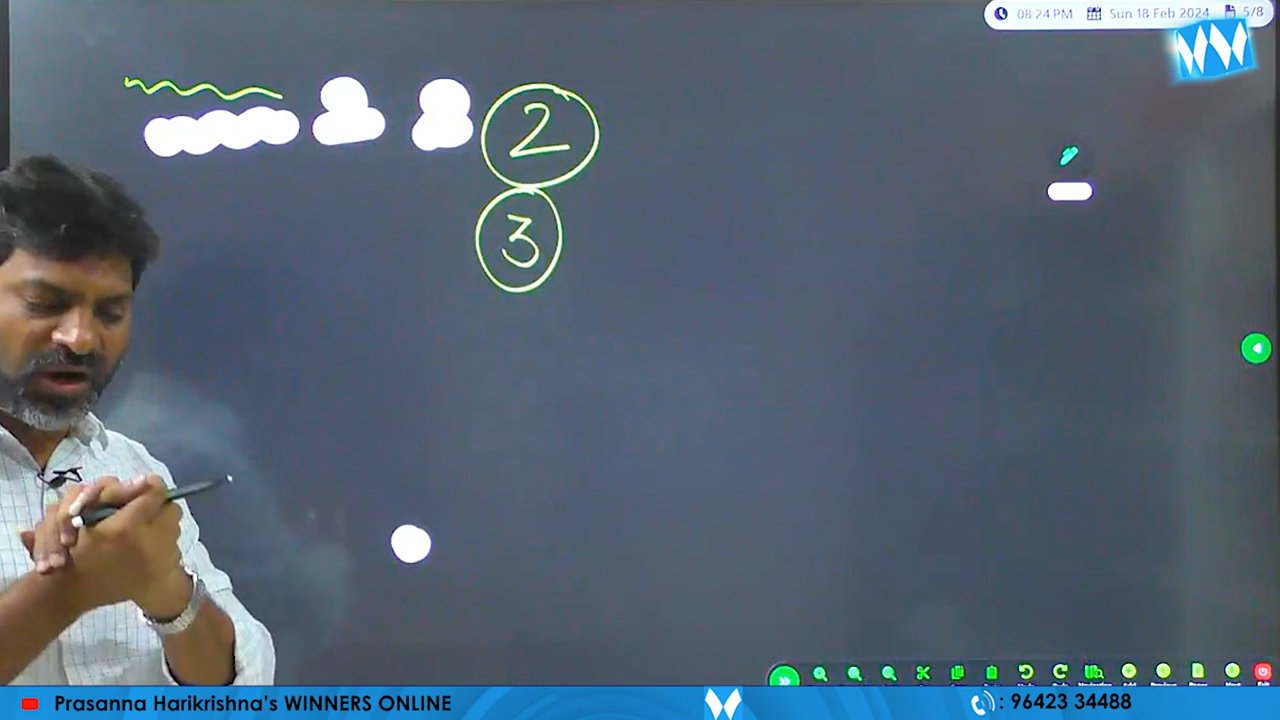 08:24 PM Sun 18 Feb 2024 5/8
W
2
3
Prasanna Harikrishna's WINNERS ONLINE W : 96423 34488